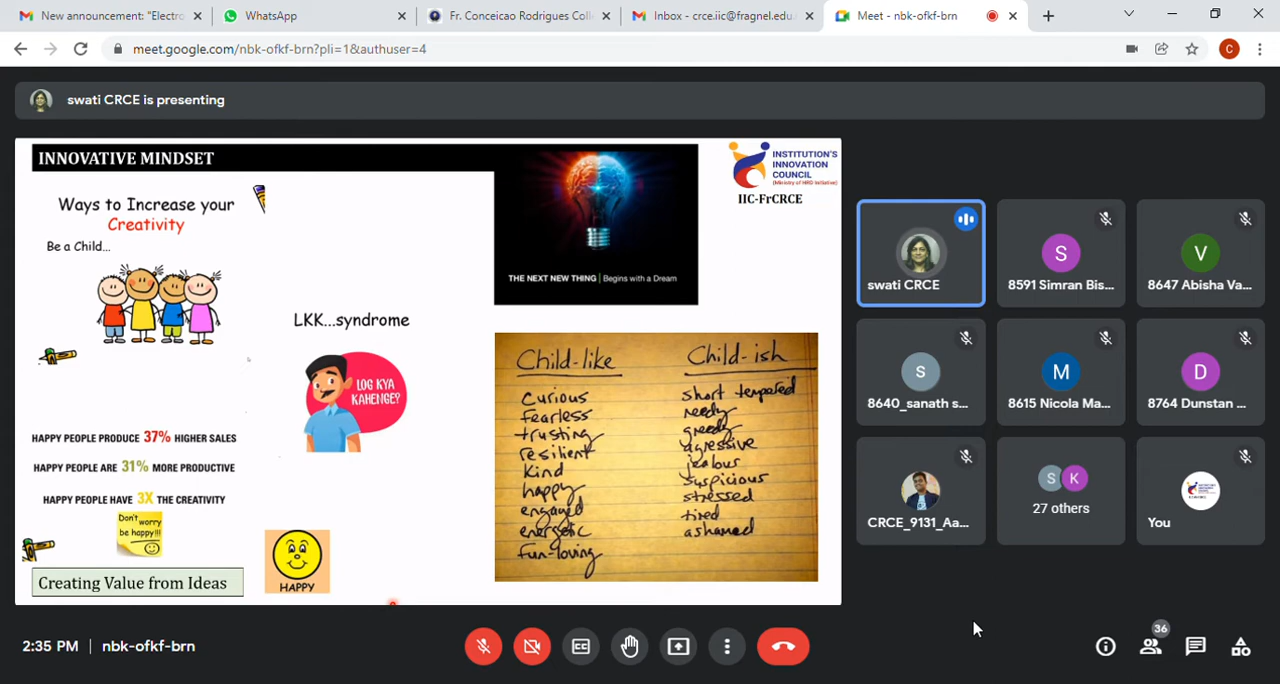 New announcement: "Electro
WhatsApp
Fr. Conceicao Rodrigues Coll
Inbox - crce.iic@fragnel.edu.
Meet - nbk-ofkf-brn
meet.google.com/nbk-ofkf-brn?pli=1&authuser=4
C
swati CRCE is presenting
INNOVATIVE MINDSET
Ways to Increase your
Creativity
Be a Child...
LKK...syndrome
LOG KYA
KAHENGE?
HAPPY PEOPLE PRODUCE 37% HIGHER SALES
HAPPY PEOPLE ARE 31% MORE PRODUCTIVE
HAPPY PEOPLE HAVE 3X THE CREATIVITY
Don't worry
be happy!!!
HAPPY
Creating Value from Ideas
THE NEXT NEW THING | Begins with a Dream
INSTITUTION'S
INNOVATION
COUNCIL
(Ministry of HRD Initiative)
IIC-FrCRCE
Child-like
Curious
fearless
trusting
resilient
Kind
happy
engaged
energetic
fun-loving
Child-ish
short tempered
needy
greedy
agressive
jealous
suspicious
stressed
tired
ashamed
swati CRCE
S
8591 Simran Bis...
V
8647 Abisha Va...
s
8640_sanath s...
M
8615 Nicola Ma...
D
8764 Dunstan ...
CRCE_9131_Aa...
S K
27 others
You
2:35 PM | nbk-ofkf-brn
36